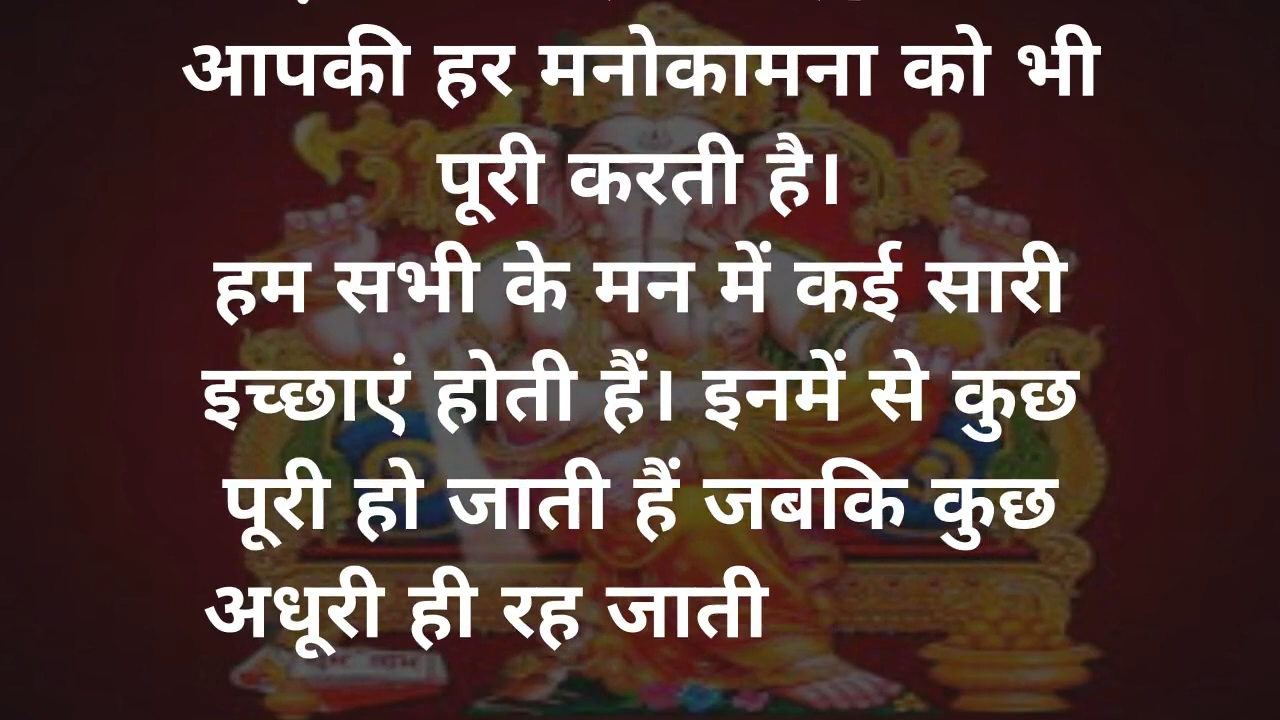 आपकी हर मनोकामना को भी
पूरी करती है।
हम सभी के मन में कई सारी
इच्छाएं होती हैं। इनमें से कुछ
पूरी हो जाती हैं जबकि कुछ
अधूरी ही रह जाती